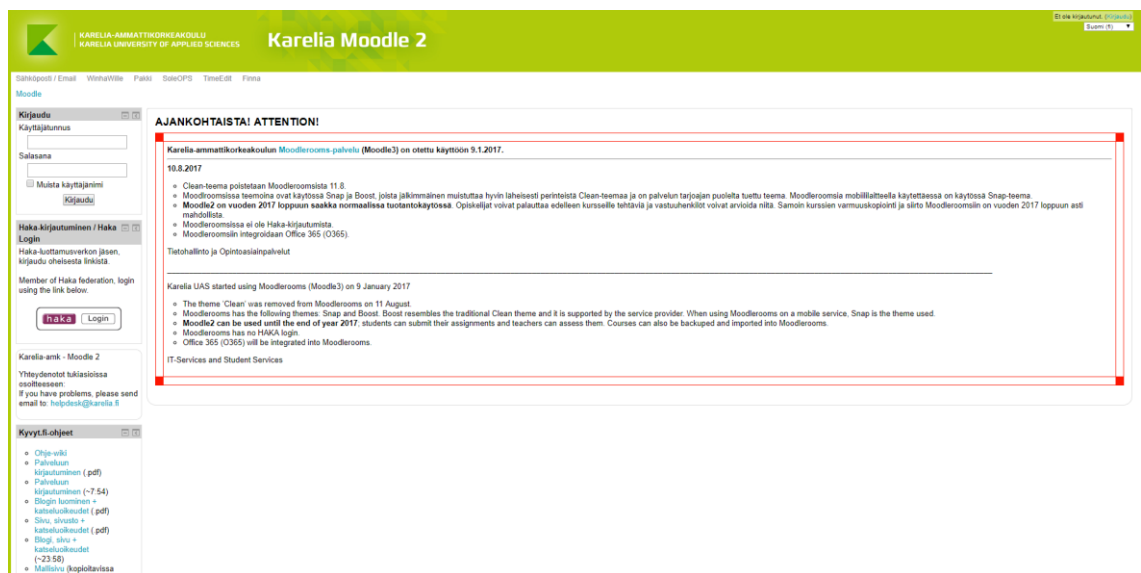 KARELIA-AMMATTIKORKEAKOULU
KARELIA UNIVERSITY OF APPLIED SCIENCES
Karelia Moodle 2
Et ole kirjautunut. (Kirjaudu)
Suomi (fi)
Sähköposti / Email WinhaWille Pakki SoleOPS TimeEdit Finna
Moodle
Kirjaudu
Käyttäjätunnus
Salasana
Muista käyttäjänimi
Kirjaudu
Haka-kirjautuminen / Haka
Login
Haka-luottamusverkon jäsen,
kirjaudu oheisesta linkistä.
Member of Haka federation, login
using the link below.
haka Login
Karelia-amk - Moodle 2
Yhteydenotot tukiasioissa
osoitteeseen:
If you have problems, please send
email to: helpdesk@karelia.fi
Kyvyt.fi-ohjeet
Ohje-wiki
Palveluun
kirjautuminen (.pdf)
Palveluun
kirjautuminen (~7:54)
Blogin luominen +
katseluoikeudet (.pdf)
Sivu, sivusto +
katseluoikeudet (.pdf)
Blogi, sivu +
katseluoikeudet
(~23:58)
Mallisivu (kopioitavissa
AJANKOHTAISTA! ATTENTION!
Karelia-ammattikorkeakoulun Moodlerooms-palvelu (Moodle3) on otettu käyttöön 9.1.2017.
10.8.2017
Clean-teema poistetaan Moodleroomsista 11.8.
Moodlroomsissa teemoina ovat käytössä Snap ja Boost, joista jälkimmäinen muistuttaa hyvin läheisesti perinteistä Clean-teemaa ja on palvelun tarjoajan puolelta tuettu teema. Moodleroomsia mobiililaitteella käytettäessä on käytössä Snap-teema.
Moodle2 on vuoden 2017 loppuun saakka normaalissa tuotantokäytössä. Opiskelijat voivat palauttaa edelleen kursseille tehtäviä ja vastuuhenkilöt voivat arvioida niitä. Samoin kurssien varmuuskopiointi ja siirto Moodleroomsiin on vuoden 2017 loppuun asti
mahdollista.
Moodleroomsissa ei ole Haka-kirjautumista.
Moodleroomsiin integroidaan Office 365 (O365).
Tietohallinto ja Opintoasiainpalvelut
Karelia UAS started using Moodlerooms (Moodle3) on 9 January 2017
The theme 'Clean' was removed from Moodlerooms on 11 August.
Moodlerooms has the following themes: Snap and Boost. Boost resembles the traditional Clean theme and it is supported by the service provider. When using Moodlerooms on a mobile service, Snap is the theme used.
Moodle2 can be used until the end of year 2017; students can submit their assignments and teachers can assess them. Courses can also be backuped and imported into Moodlerooms.
Moodlerooms has no HAKA login.
Office 365 (O365) will be integrated into Moodlerooms.
IT-Services and Student Services